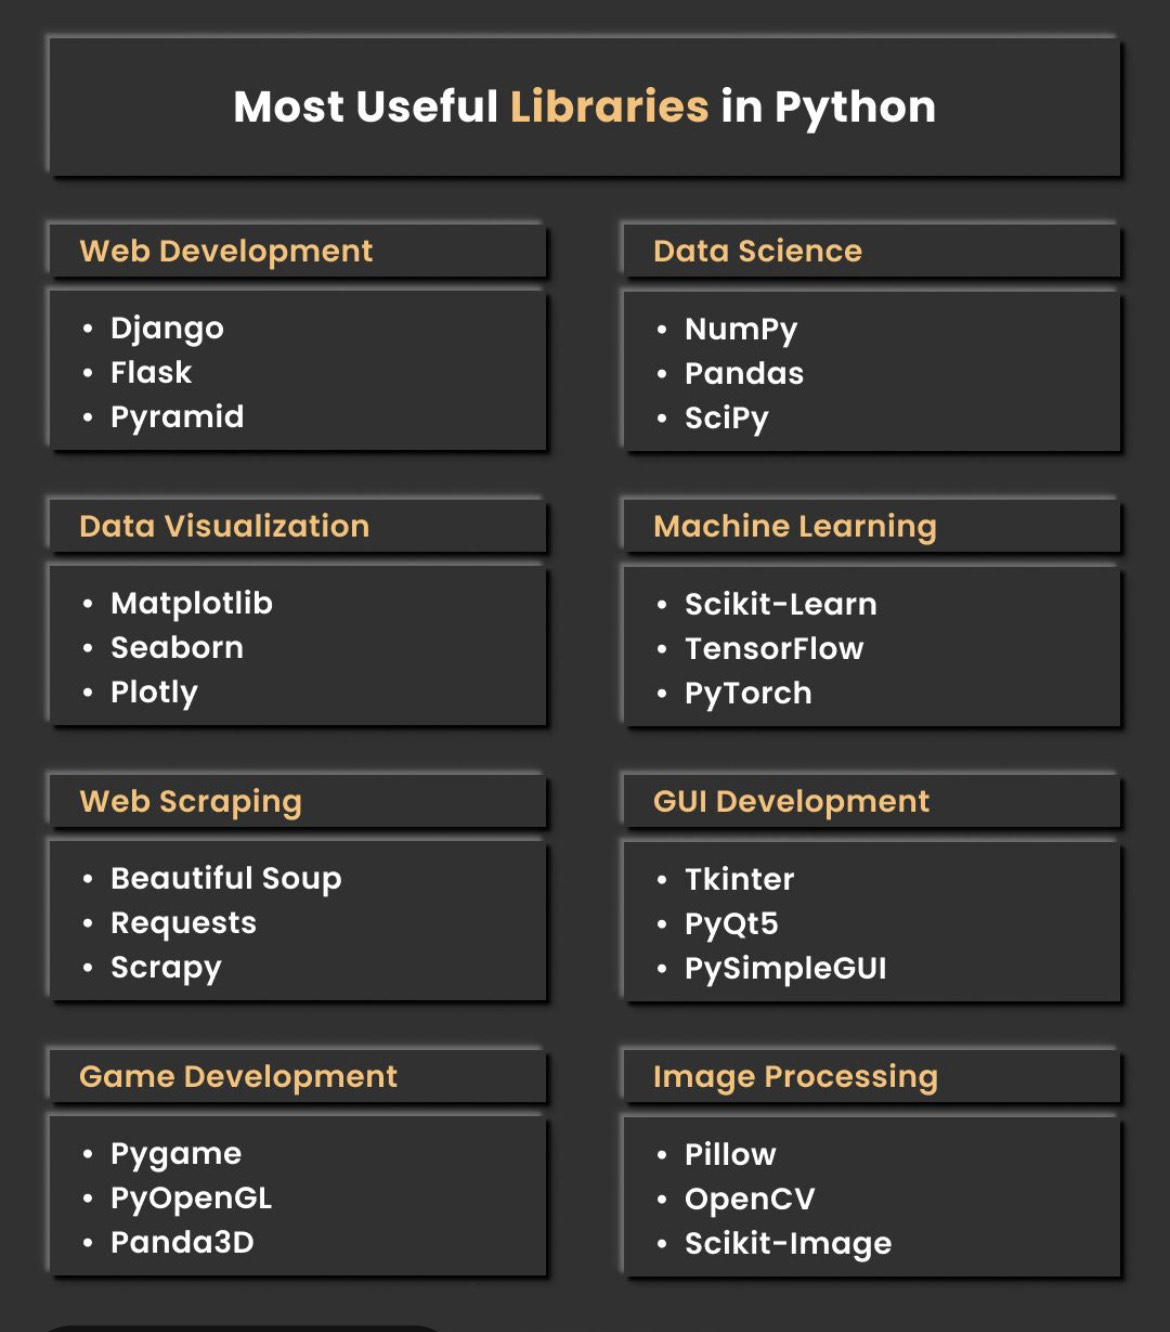 Most Useful Libraries in Python
Web Development
• Django
• Flask
• Pyramid
Data Science
• NumPy
• Pandas
• SciPy
Data Visualization
• Matplotlib
• Seaborn
• Plotly
Machine Learning
• Scikit-Learn
• TensorFlow
• PyTorch
Web Scraping
• Beautiful Soup
• Requests
• Scrapy
GUI Development
• Tkinter
• PyQt5
• PySimpleGUI
Game Development
• Pygame
• PyOpenGL
• Panda3D
Image Processing
• Pillow
• OpenCV
• Scikit-Image